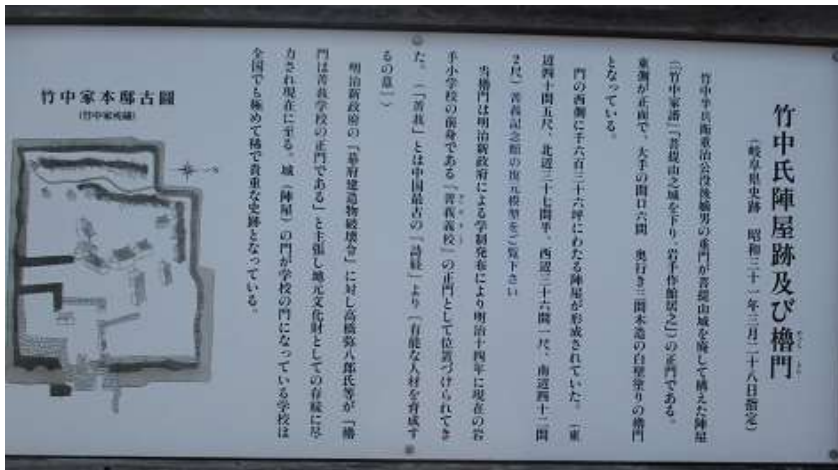 竹中氏陣屋跡及び櫓門
(岐阜県史跡 昭和三十一年三月二十八日指定)
竹中半兵衛重治公没後嫡男の重門が菩提山城を廃して構えた陣屋
(『竹中家譜』『菩提山之城を下り、岩手作館居之』)の正門である。
東側が正面で、大手の間口六間 奥行き三間木造の白壁塗りの櫓門
となっている。
門の西側に千六百三十六坪にわたる陣屋が形成されていた。(東
辺四十間五尺、北辺三十七間半、西辺三十六間一尺、南辺四十二間
2尺)菁莪記念館の復元模型をご覧下さい
当櫓門は明治新政府による学制発布により明治十四年に現在の岩
手小学校の前身である『菁莪義校』の正門として位置づけられてき
た。(「菁莪」とは中国最古の『詩経』より〔有能な人材を育成す
るの意〕)
明治新政府の『幕府建造物破壊令』に対し高橋弥八郎氏等が「櫓
門は菁莪学校の正門である」と主張し地元文化財としての存続に尽
力され現在に至る。城(陣屋)の門が学校の門になっている学校は
全国でも極めて稀で貴重な史跡となっている。
竹中家本邸古圖
(竹中家所蔵)